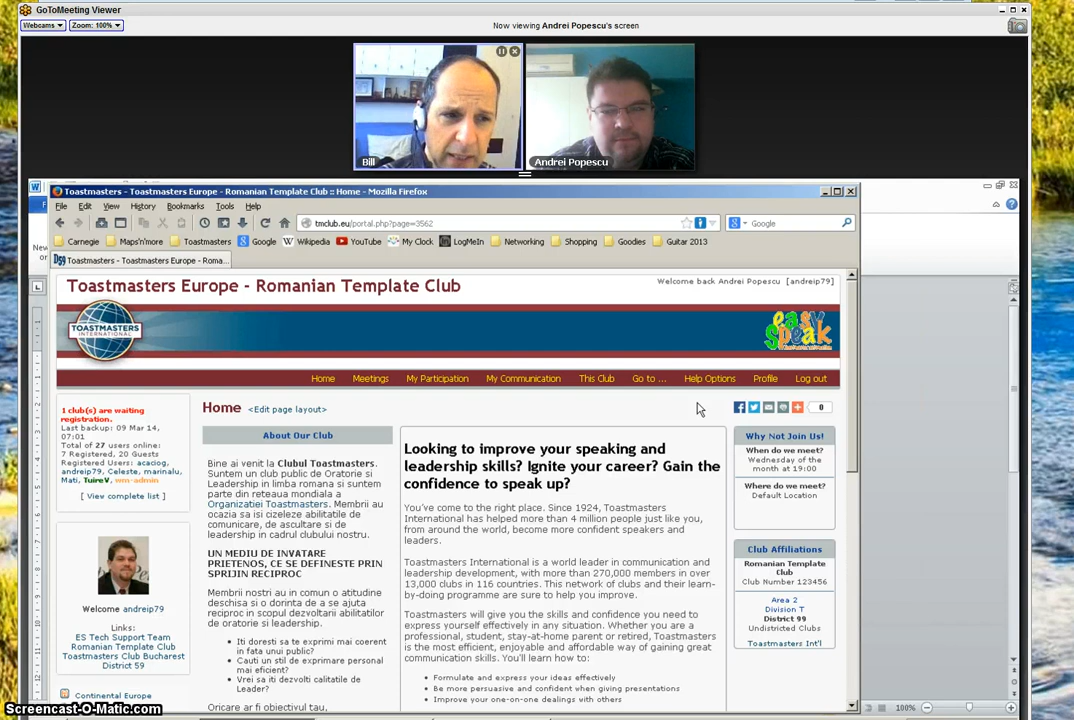 GoToMeeting Viewer
Webcams Zoom: 100%
Now viewing Andrei Popescu's screen
Bill
Andrei Popescu
Toastmasters - Toastmasters Europe - Romanian Template Club :: Home - Mozilla Firefox
File Edit View History Bookmarks Tools Help
tmclub.eu/portal.php?page=3562
Google
Carnegie Maps'n'more Toastmasters Google Wikipedia YouTube My Clock LogMeIn Networking Shopping Goodies Guitar 2013
Toastmasters - Toastmasters Europe - Roma...
Toastmasters Europe - Romanian Template Club
Welcome back Andrei Popescu [andreip79]
TOASTMASTERS
INTERNATIONAL
easy
Speak
Home Meetings My Participation My Communication This Club Go to ... Help Options Profile Log out
1 club(s) are waiting
registration.
Last backup: 09 Mar 14,
07:01
Total of 27 users online:
7 Registered, 20 Guests
Registered Users: acaciog,
andreip79, Celeste, marinalu,
Mati, TuireV, wm-admin
[ View complete list ]
Welcome andreip79
Links:
ES Tech Support Team
Romanian Template Club
Toastmasters Club Bucharest
District 59
Continental Europe
Home <Edit page layout>
0
About Our Club
Bine ai venit la Clubul Toastmasters.
Suntem un club public de Oratorie si
Leadership in limba romana si suntem
parte din reteaua mondiala a
Organizatiei Toastmasters. Membrii au
ocazia sa isi cizeleze abilitatile de
comunicare, de ascultare si de
leadership in cadrul clubului nostru.
UN MEDIU DE INVATARE
PRIETENOS, CE SE DEFINESTE PRIN
SPRIJIN RECIPROC
Membrii nostri au in comun o atitudine
deschisa si o dorinta de a se ajuta
reciproc in scopul dezvoltarii abilitatilor
de oratorie si leadership.
Iti doresti sa te exprimi mai coerent
in fata unui public?
Cauti un stil de exprimare personal
mai eficient?
Vrei sa iti dezvolti calitatile de
Leader?
Oricare ar fi obiectivul tau,
Looking to improve your speaking and
leadership skills? Ignite your career? Gain the
confidence to speak up?
You've come to the right place. Since 1924, Toastmasters
International has helped more than 4 million people just like you,
from around the world, become more confident speakers and
leaders.
Toastmasters International is a world leader in communication and
leadership development, with more than 270,000 members in over
13,000 clubs in 116 countries. This network of clubs and their learn-
by-doing programme are sure to help you improve.
Toastmasters will give you the skills and confidence you need to
express yourself effectively in any situation. Whether you are a
professional, student, stay-at-home parent or retired, Toastmasters
is the most efficient, enjoyable and affordable way of gaining great
communication skills. You'll learn how to:
Formulate and express your ideas effectively
Be more persuasive and confident when giving presentations
Improve your one-on-one dealings with others
Why Not Join Us!
When do we meet?
Wednesday of the
month at 19:00
Where do we meet?
Default Location
Club Affiliations
Romanian Template
Club
Club Number 123456
Area 2
Division T
District 99
Undistricted Clubs
Toastmasters Int'l
100%
Screencast-O-Matic.com